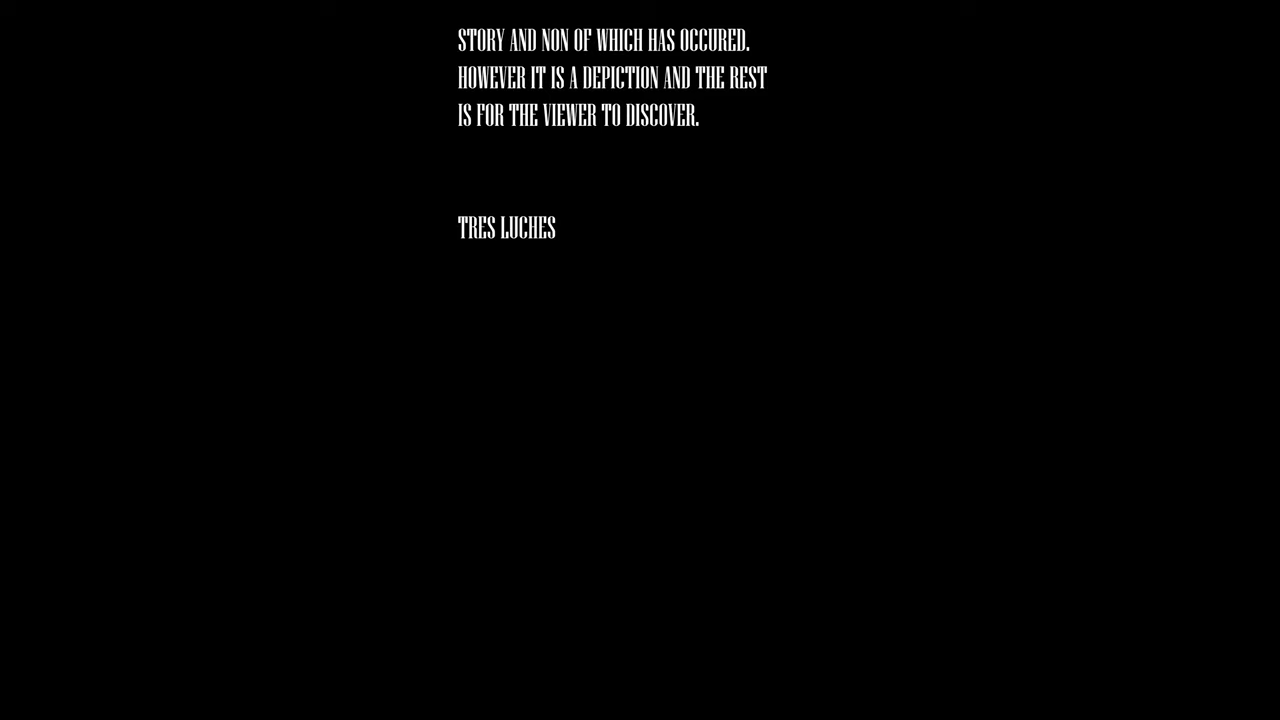 STORY AND NON OF WHICH HAS OCCURED.
HOWEVER IT IS A DEPICTION AND THE REST
IS FOR THE VIEWER TO DISCOVER.
TRES LUCHES